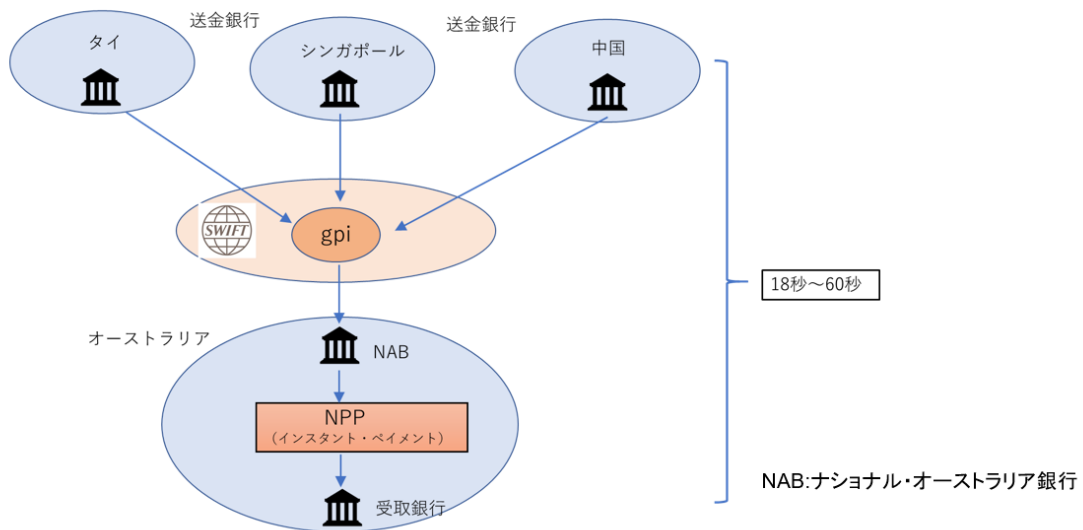 送金銀行
送金銀行
タイ
シンガポール
中国
SWIFT
gpi
18秒～60秒
オーストラリア
NAB
NPP
（インスタント・ペイメント）
NAB:ナショナル・オーストラリア銀行
受取銀行